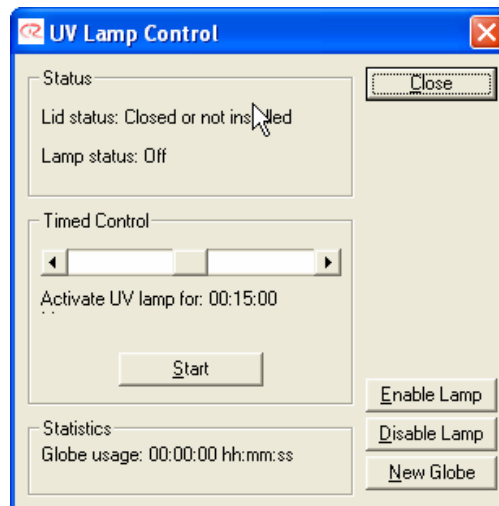 UV Lamp Control
Status
Close
Lid status: Closed or not
Lamp status: Off
Timed Control
Activate UV lamp for: 00:15:00
Start
Enable Lamp
Statistics
Disable Lamp
Globe usage: 00:00:00 hh:mm:ss
New Globe